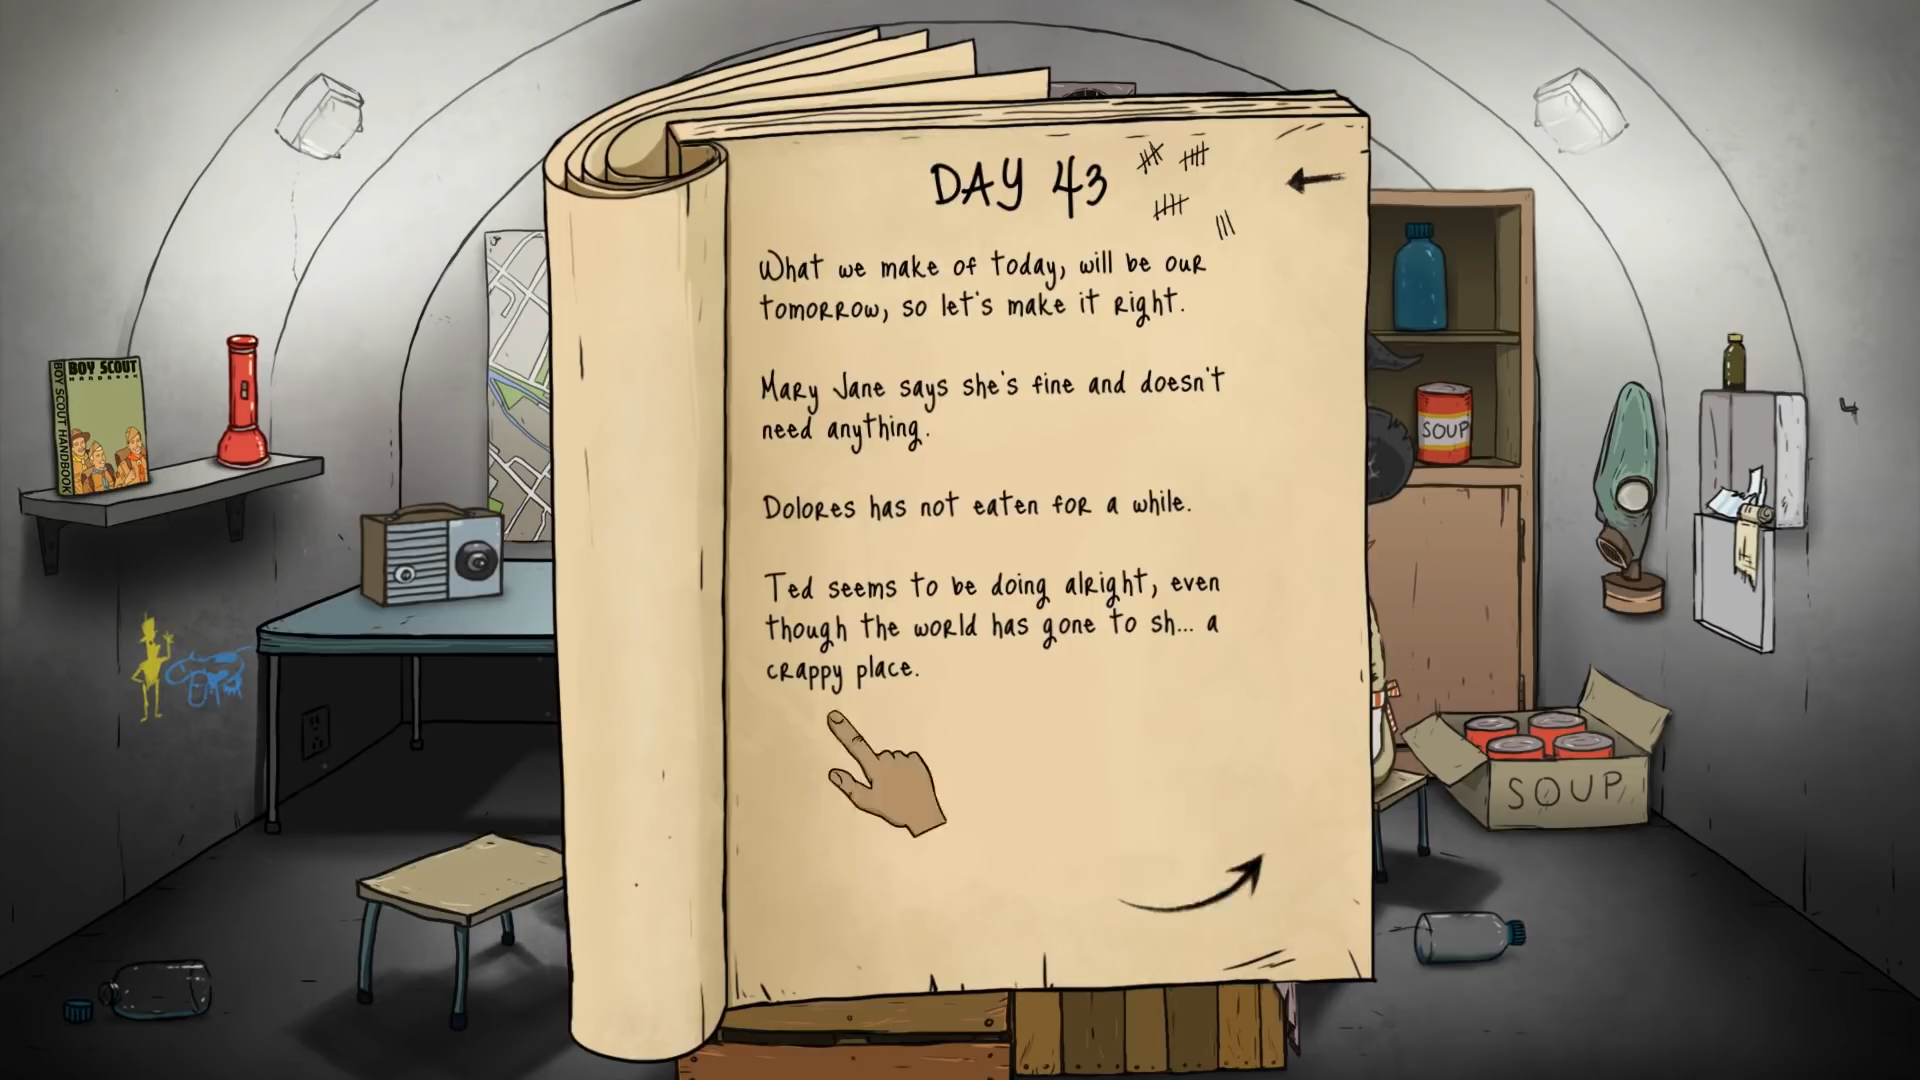 DAY 43
What we make of today, will be our
tomorrow, so let's make it right.
Mary Jane says she's fine and doesn't
need anything.
Dolores has not eaten for a while.
Ted seems to be doing alright, even
though the world has gone to sh... a
crappy place.
BOY SCOUT
HANDBOOK
BOY SCOUT HANDBOOK
SOUP
SOUP